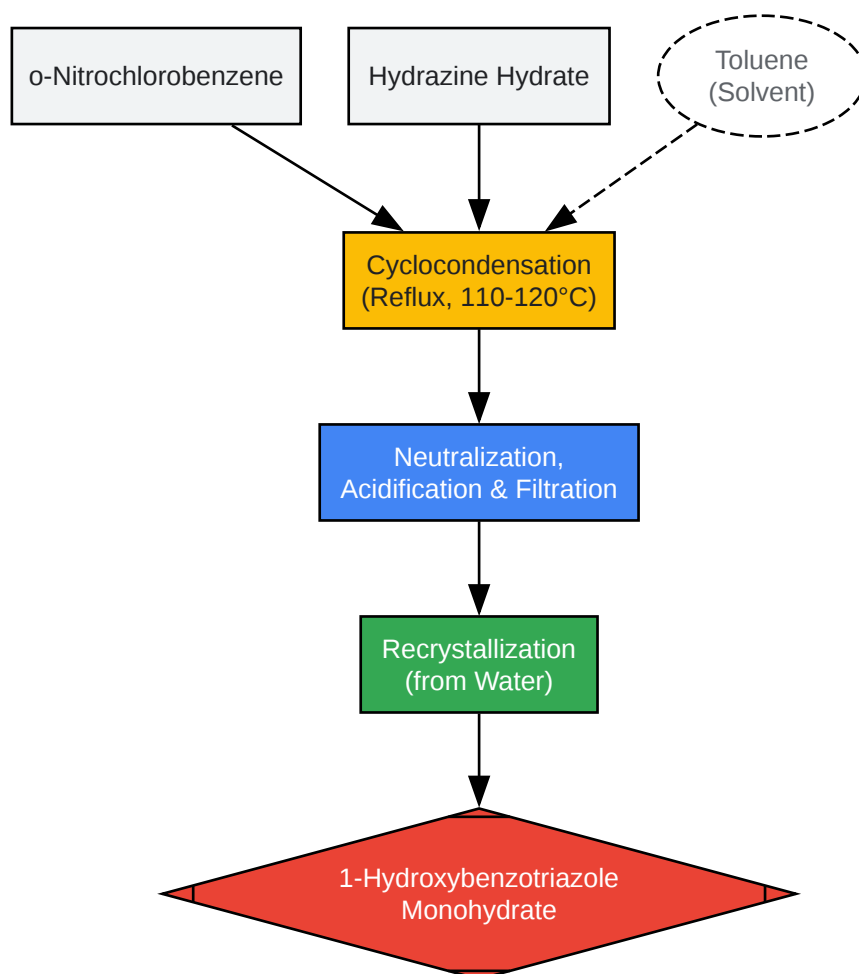 o-Nitrochlorobenzene
Hydrazine Hydrate
Toluene
(Solvent)
Cyclocondensation
(Reflux, 110-120°C)
Neutralization,
Acidification & Filtration
Recrystallization
(from Water)
1-Hydroxybenzotriazole
Monohydrate